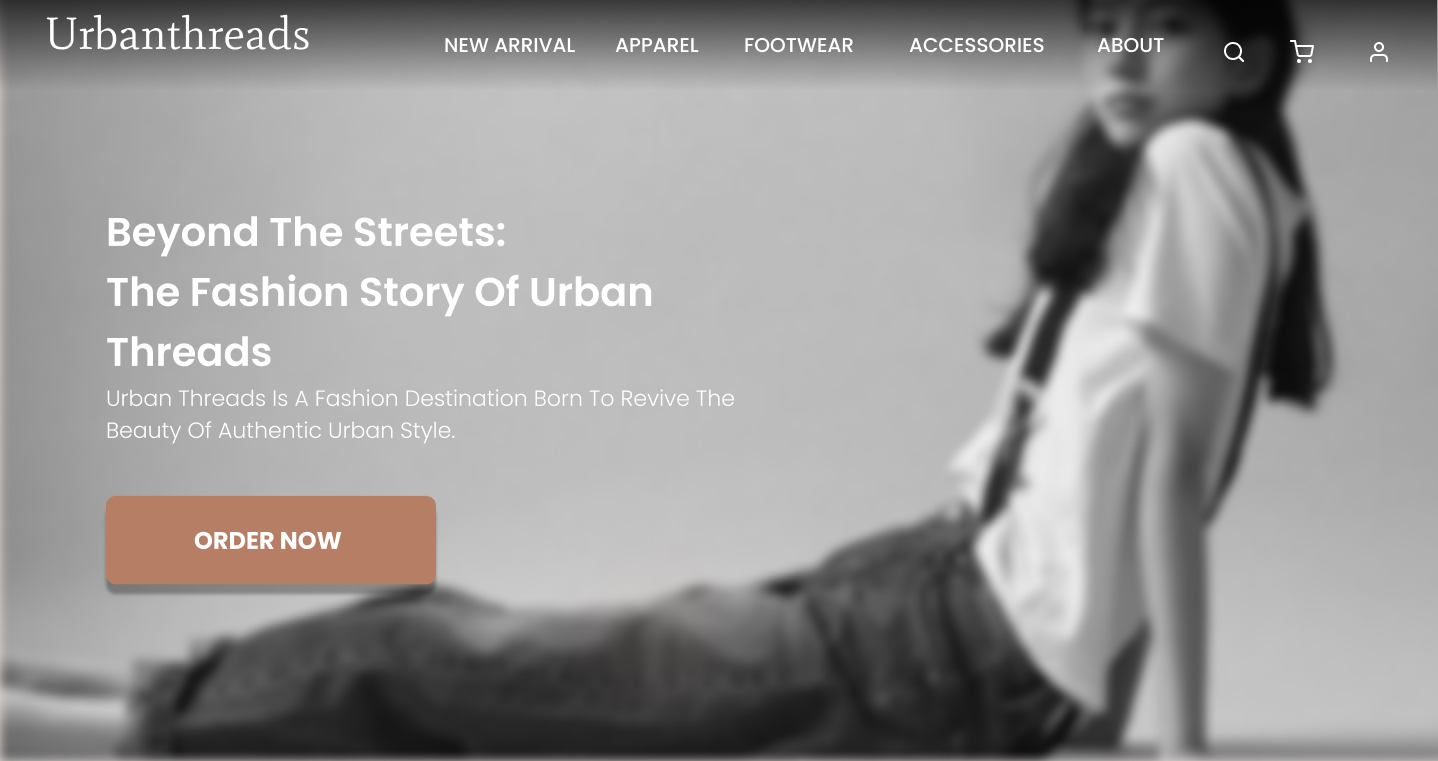 Urbanthreads
NEW ARRIVAL APPAREL FOOTWEAR ACCESSORIES ABOUT
Beyond The Streets:
The Fashion Story Of Urban
Threads
Urban Threads Is A Fashion Destination Born To Revive The
Beauty Of Authentic Urban Style.
ORDER NOW